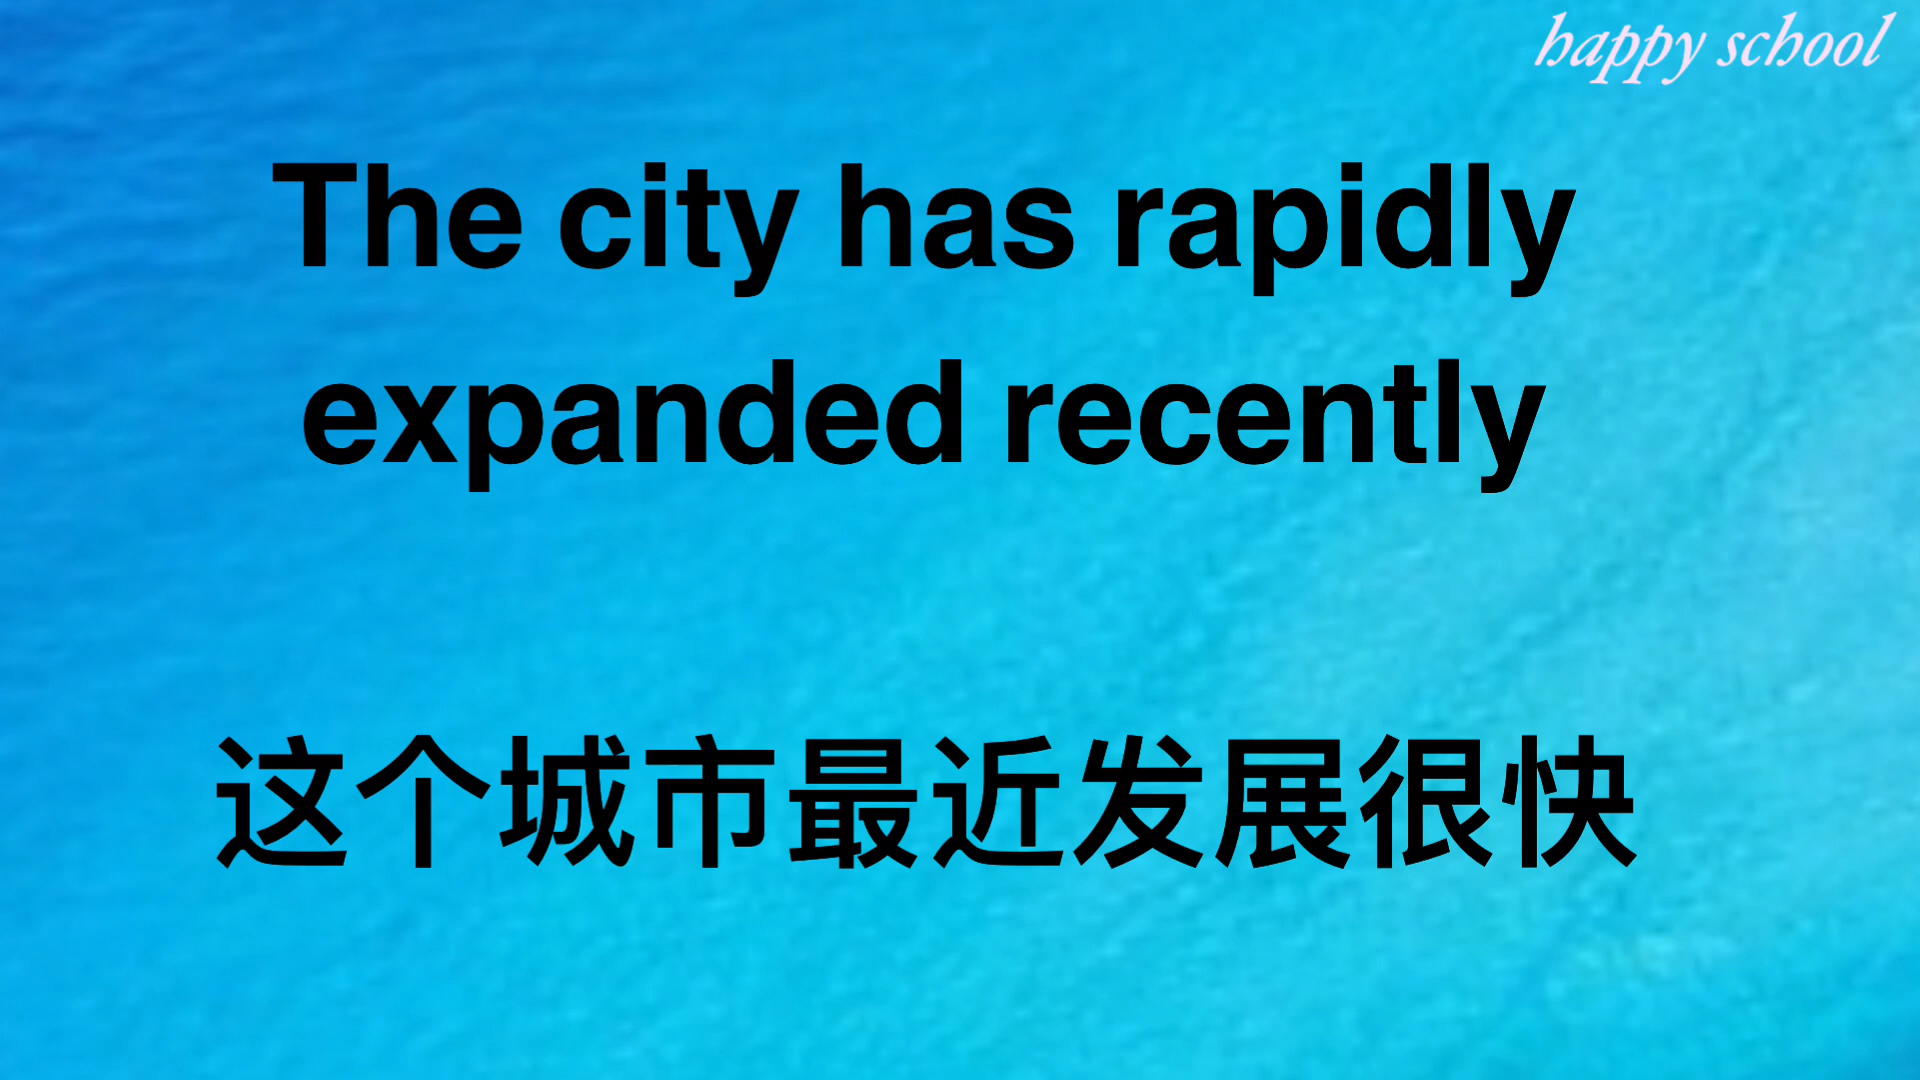 happy school
The city has rapidly
expanded recently
这个城市最近发展很快